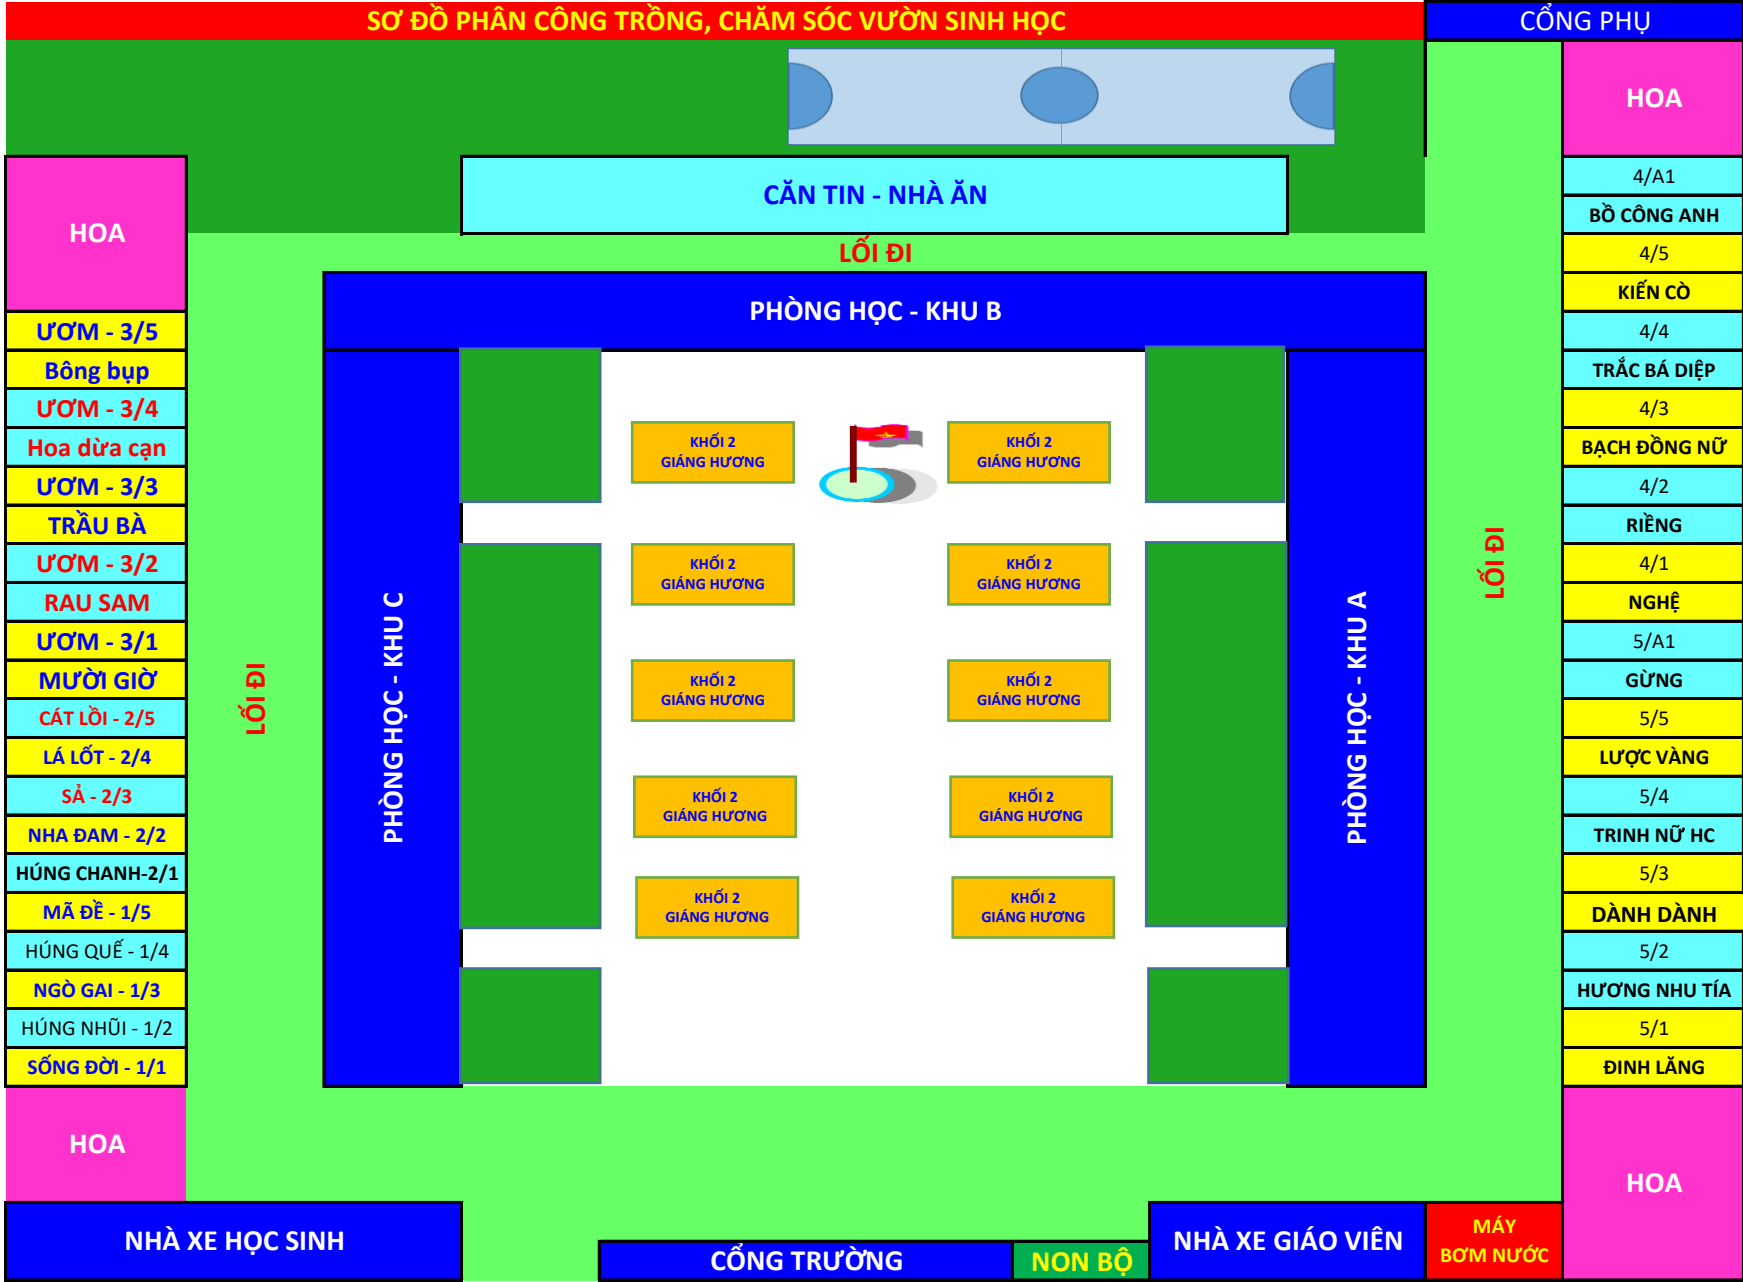 SƠ ĐỒ PHÂN CÔNG TRỒNG, CHĂM SÓC VƯỜN SINH HỌC
CỔNG PHỤ
HOA
CĂN TIN - NHÀ ĂN
LỐI ĐI
PHÒNG HỌC - KHU B
HOA
ƯƠM - 3/5
Bông bụp
ƯƠM - 3/4
Hoa dừa cạn
ƯƠM - 3/3
TRẦU BÀ
ƯƠM - 3/2
RAU SAM
ƯƠM - 3/1
MƯỜI GIỜ
CÁT LỒI - 2/5
LÁ LỐT - 2/4
SẢ - 2/3
NHA ĐAM - 2/2
HÚNG CHANH-2/1
MÃ ĐỀ - 1/5
HÚNG QUẾ - 1/4
NGÒ GAI - 1/3
HÚNG NHŨI - 1/2
SỐNG ĐỜI - 1/1
HOA
LỐI ĐI
PHÒNG HỌC - KHU C
KHỐI 2
GIÁNG HƯƠNG
KHỐI 2
GIÁNG HƯƠNG
KHỐI 2
GIÁNG HƯƠNG
KHỐI 2
GIÁNG HƯƠNG
KHỐI 2
GIÁNG HƯƠNG
KHỐI 2
GIÁNG HƯƠNG
KHỐI 2
GIÁNG HƯƠNG
KHỐI 2
GIÁNG HƯƠNG
KHỐI 2
GIÁNG HƯƠNG
KHỐI 2
GIÁNG HƯƠNG
PHÒNG HỌC - KHU A
LỐI ĐI
4/A1
BỒ CÔNG ANH
4/5
KIẾN CÒ
4/4
TRẮC BÁ DIỆP
4/3
BẠCH ĐỒNG NỮ
4/2
RIỀNG
4/1
NGHỆ
5/A1
GỪNG
5/5
LƯỢC VÀNG
5/4
TRINH NỮ HC
5/3
DÀNH DÀNH
5/2
HƯƠNG NHU TÍA
5/1
ĐINH LĂNG
HOA
NHÀ XE HỌC SINH
CỔNG TRƯỜNG
NON BỘ
NHÀ XE GIÁO VIÊN
MÁY
BƠM NƯỚC